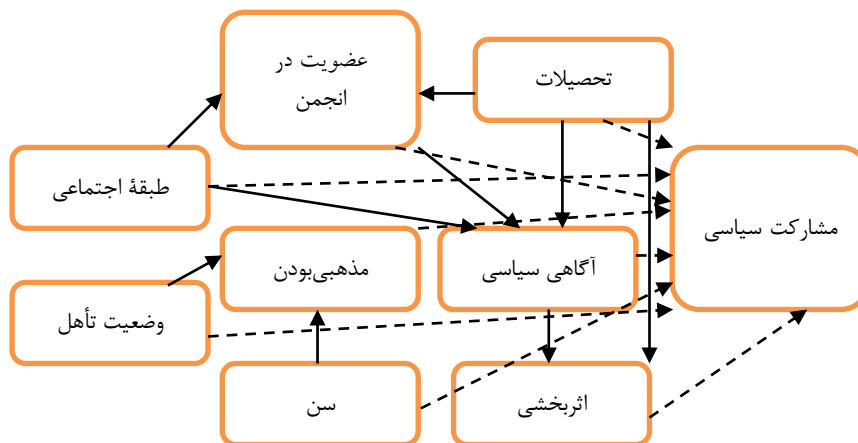 عضویت در
انجمن
تحصیلات
طبقهٔ اجتماعی
مشارکت سیاسی
مذهبی‌بودن
آگاهی سیاسی
وضعیت تأهل
سن
اثربخشی